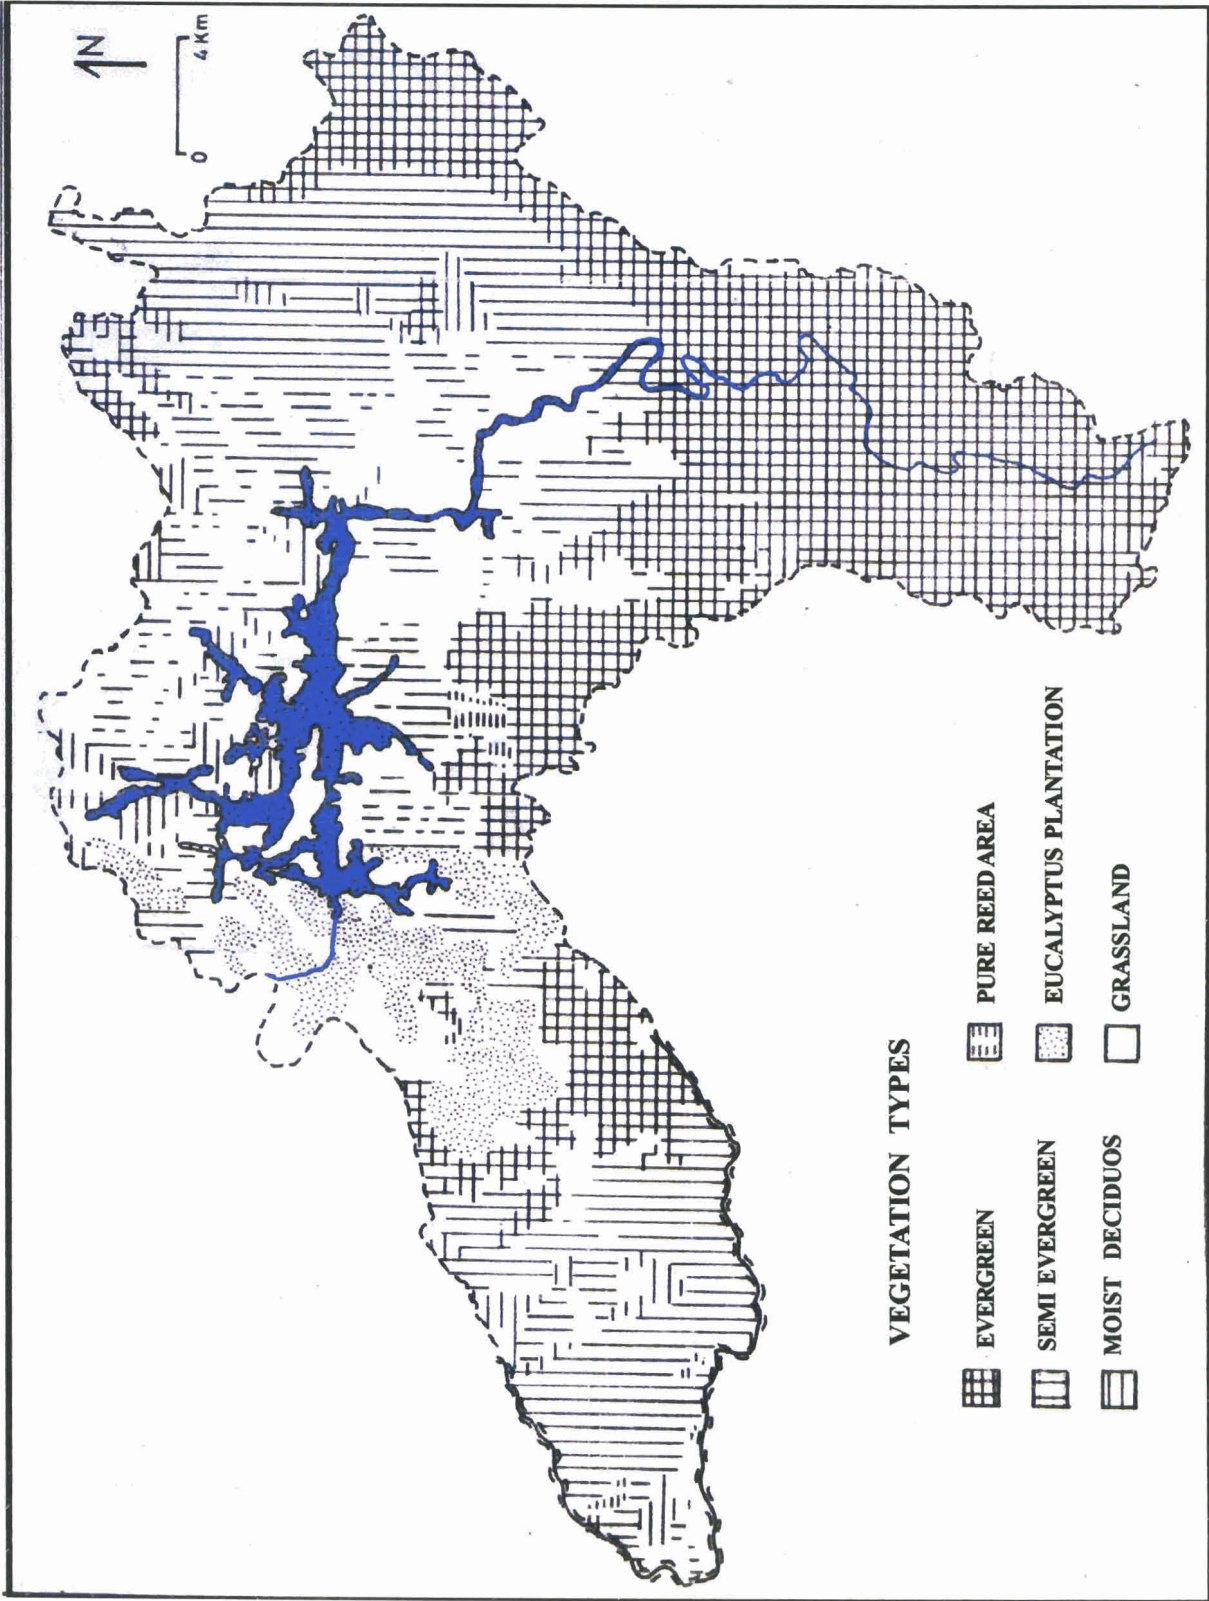 N
0 4 Km
VEGETATION TYPES
EVERGREEN
SEMI EVERGREEN
MOIST DECIDUOS
PURE REED AREA
EUCALYPTUS PLANTATION
GRASSLAND